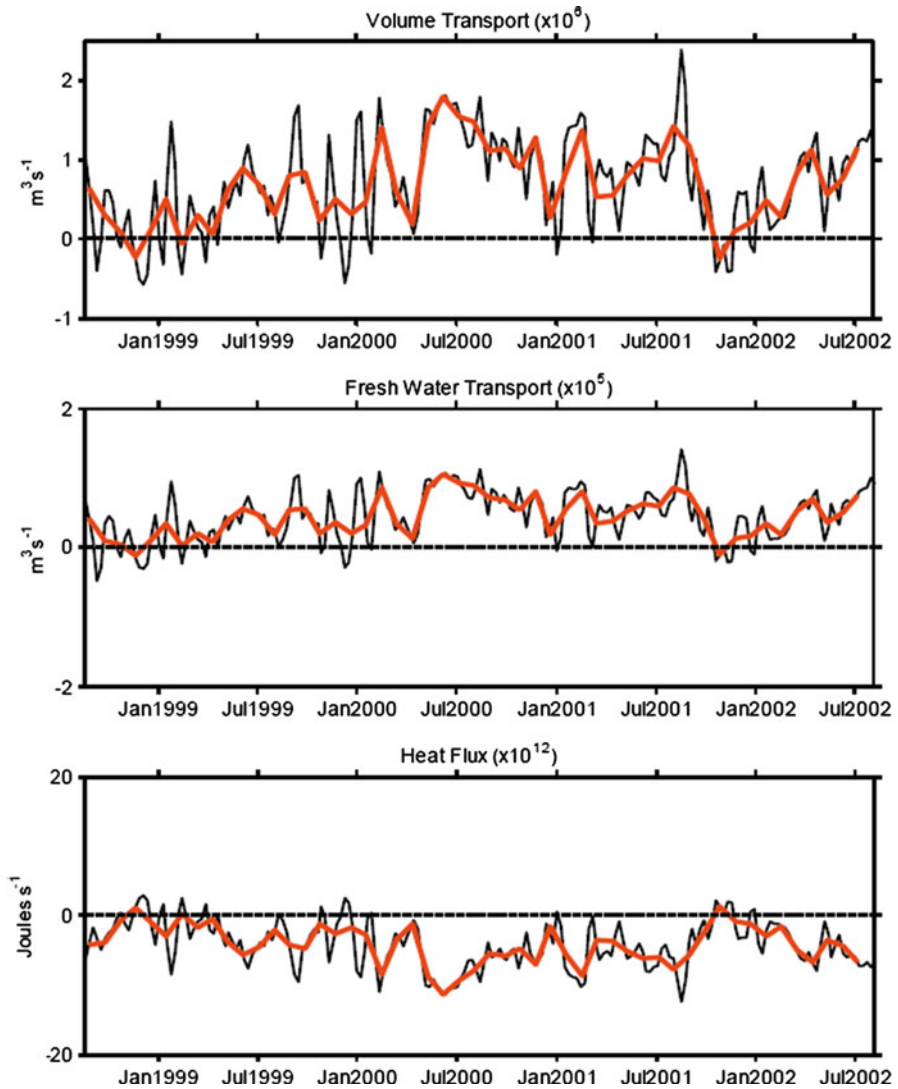 Volume Transport (x10⁶)
2
1
0
-1
m³s⁻¹
Jan1999 Jul1999 Jan2000 Jul2000 Jan2001 Jul2001 Jan2002 Jul2002
Fresh Water Transport (x10⁵)
2
0
-2
m³s⁻¹
Jan1999 Jul1999 Jan2000 Jul2000 Jan2001 Jul2001 Jan2002 Jul2002
Heat Flux (x10¹²)
20
0
-20
Joules s⁻¹
Jan1999 Jul1999 Jan2000 Jul2000 Jan2001 Jul2001 Jan2002 Jul2002